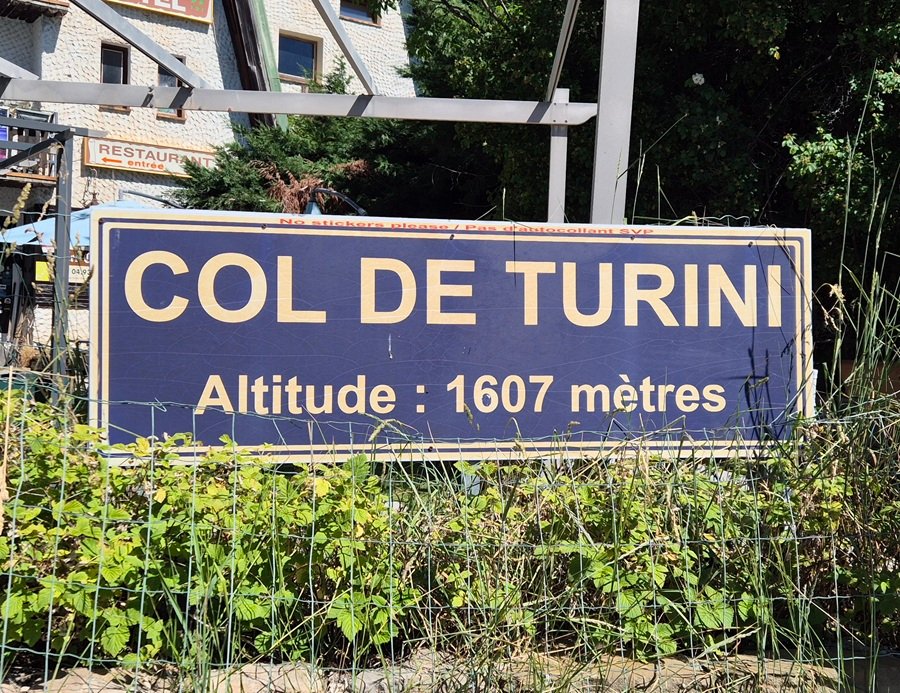 RESTAURANT
entrée
No stickers please / Pas d'autocollant SVP
COL DE TURINI
Altitude : 1607 mètres